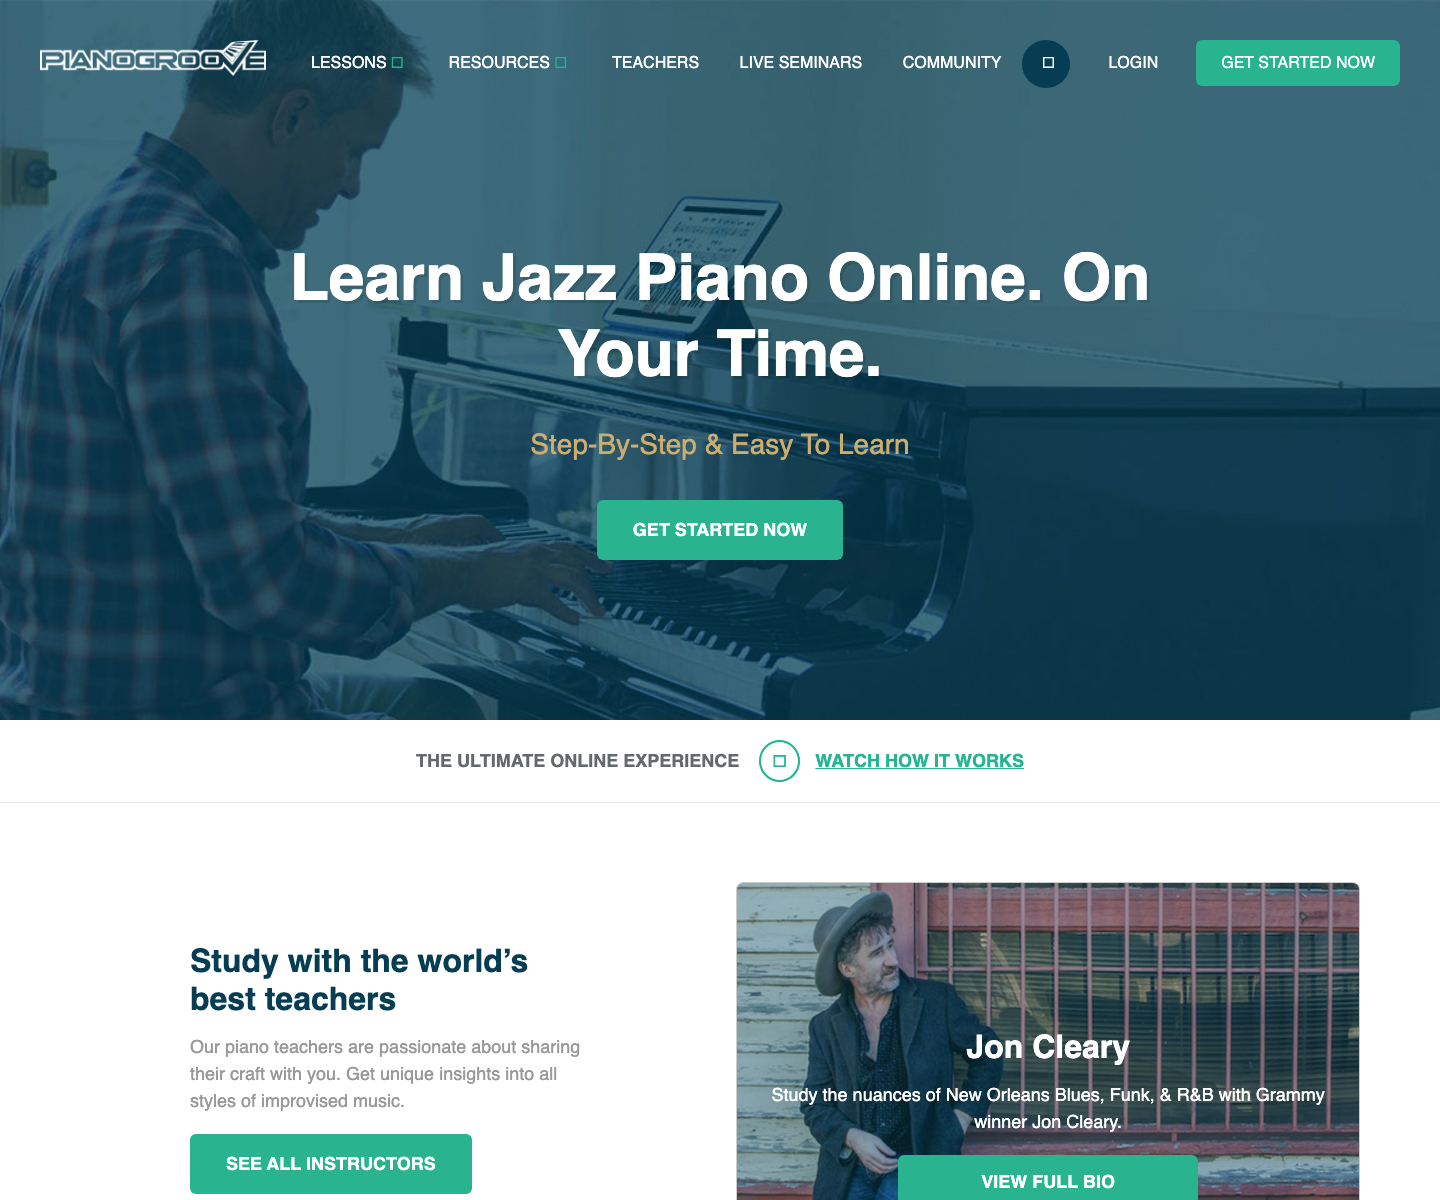 PIANOGROOVE
LESSONS
RESOURCES
TEACHERS
LIVE SEMINARS
COMMUNITY
LOGIN
GET STARTED NOW
Learn Jazz Piano Online. On
Your Time.
Step-By-Step & Easy To Learn
GET STARTED NOW
THE ULTIMATE ONLINE EXPERIENCE
WATCH HOW IT WORKS
Study with the world’s
best teachers
Our piano teachers are passionate about sharing
their craft with you. Get unique insights into all
styles of improvised music.
SEE ALL INSTRUCTORS
Jon Cleary
Study the nuances of New Orleans Blues, Funk, & R&B with Grammy
winner Jon Cleary.
VIEW FULL BIO